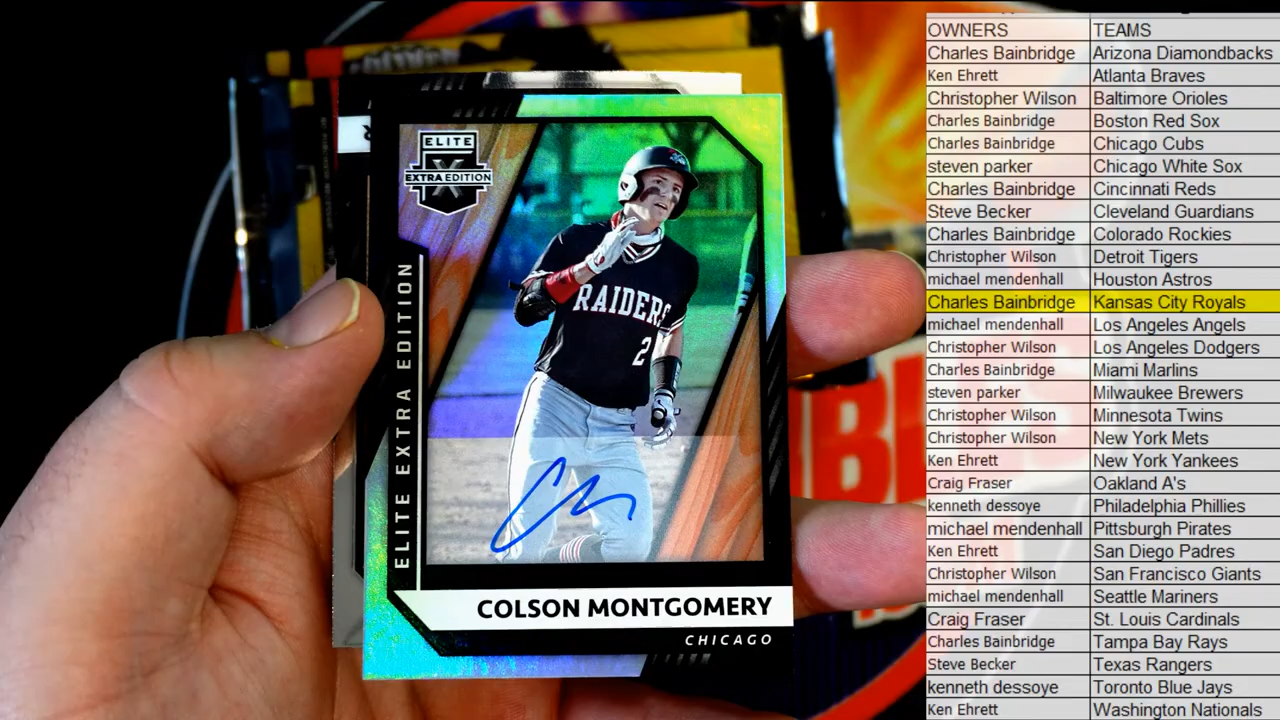 ELITE
X
EXTRA EDITION
ELITE EXTRA EDITION
RAIDERS
2
COLSON MONTGOMERY
CHICAGO
OWNERS TEAMS
Charles Bainbridge Arizona Diamondbacks
Ken Ehrett Atlanta Braves
Christopher Wilson Baltimore Orioles
Charles Bainbridge Boston Red Sox
Charles Bainbridge Chicago Cubs
steven parker Chicago White Sox
Charles Bainbridge Cincinnati Reds
Steve Becker Cleveland Guardians
Charles Bainbridge Colorado Rockies
Christopher Wilson Detroit Tigers
michael mendenhall Houston Astros
Charles Bainbridge Kansas City Royals
michael mendenhall Los Angeles Angels
Christopher Wilson Los Angeles Dodgers
Charles Bainbridge Miami Marlins
steven parker Milwaukee Brewers
Christopher Wilson Minnesota Twins
Christopher Wilson New York Mets
Ken Ehrett New York Yankees
Craig Fraser Oakland A's
kenneth dessoye Philadelphia Phillies
michael mendenhall Pittsburgh Pirates
Ken Ehrett San Diego Padres
Christopher Wilson San Francisco Giants
michael mendenhall Seattle Mariners
Craig Fraser St. Louis Cardinals
Charles Bainbridge Tampa Bay Rays
Steve Becker Texas Rangers
kenneth dessoye Toronto Blue Jays
Ken Ehrett Washington Nationals